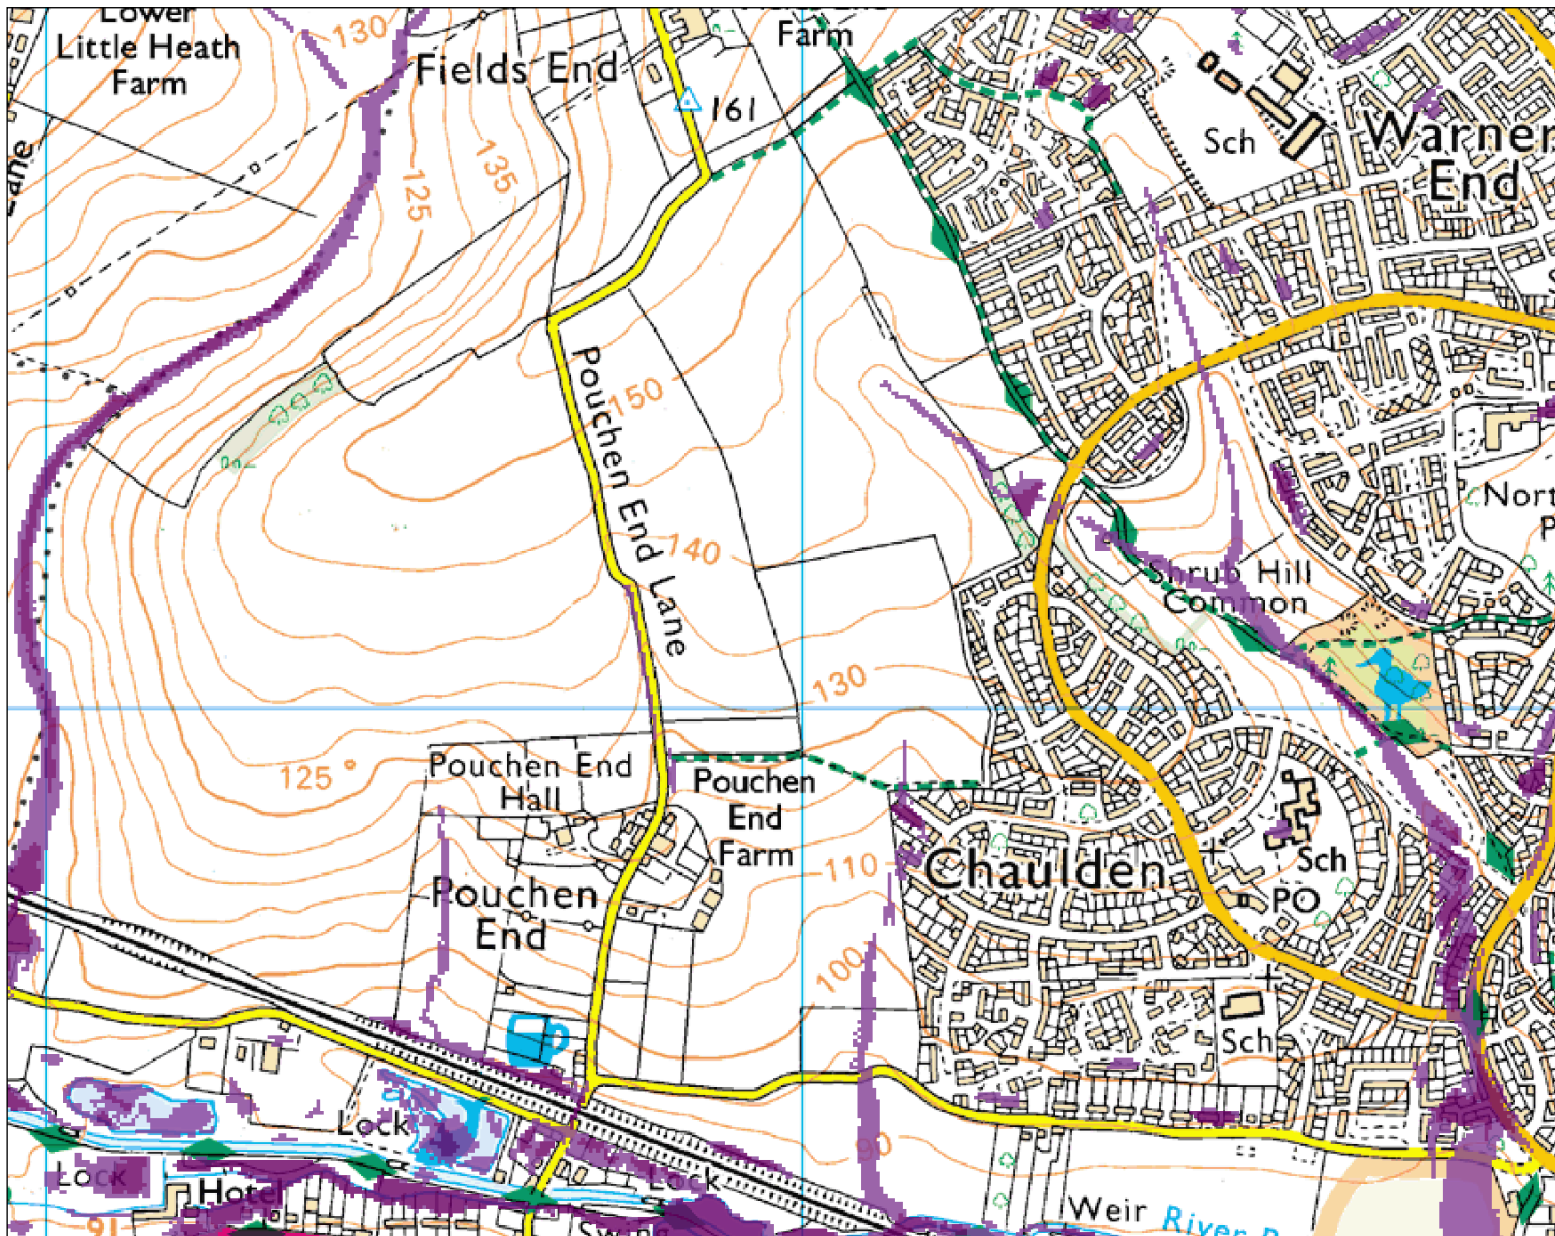 Lower
Little Heath
Farm
130
Fields End
Farm
161
Sch
Warner
End
Lane
125
135
Pouchen End Lane
150
140
130
Shrub Hill
Common
125
Pouchen End
Hall
Pouchen
End
Farm
110
Chaulden
Sch
PO
Pouchen
End
100
Sch
Lock
90
Lock
Hotel
Lock
Weir
River
91